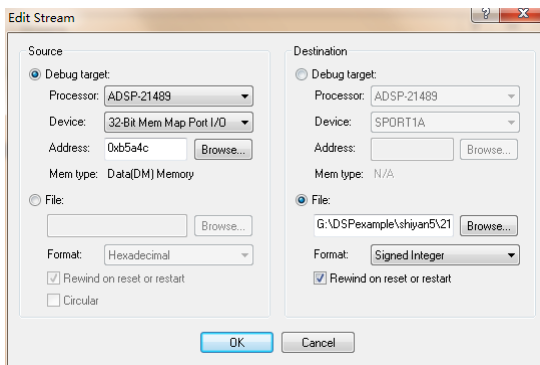 Edit Stream
Source
Debug target:
Processor: ADSP-21489
Device: 32-Bit Mem Map Port I/O
Address: 0xb5a4c Browse...
Mem type: Data(DM) Memory
File:
Browse...
Format: Hexadecimal
Rewind on reset or restart
Circular
Destination
Debug target:
Processor: ADSP-21489
Device: SPORT1A
Address: Browse...
Mem type: N/A
File:
G:\DSPexample\shiyan5\21 Browse...
Format: Signed Integer
Rewind on reset or restart
OK Cancel